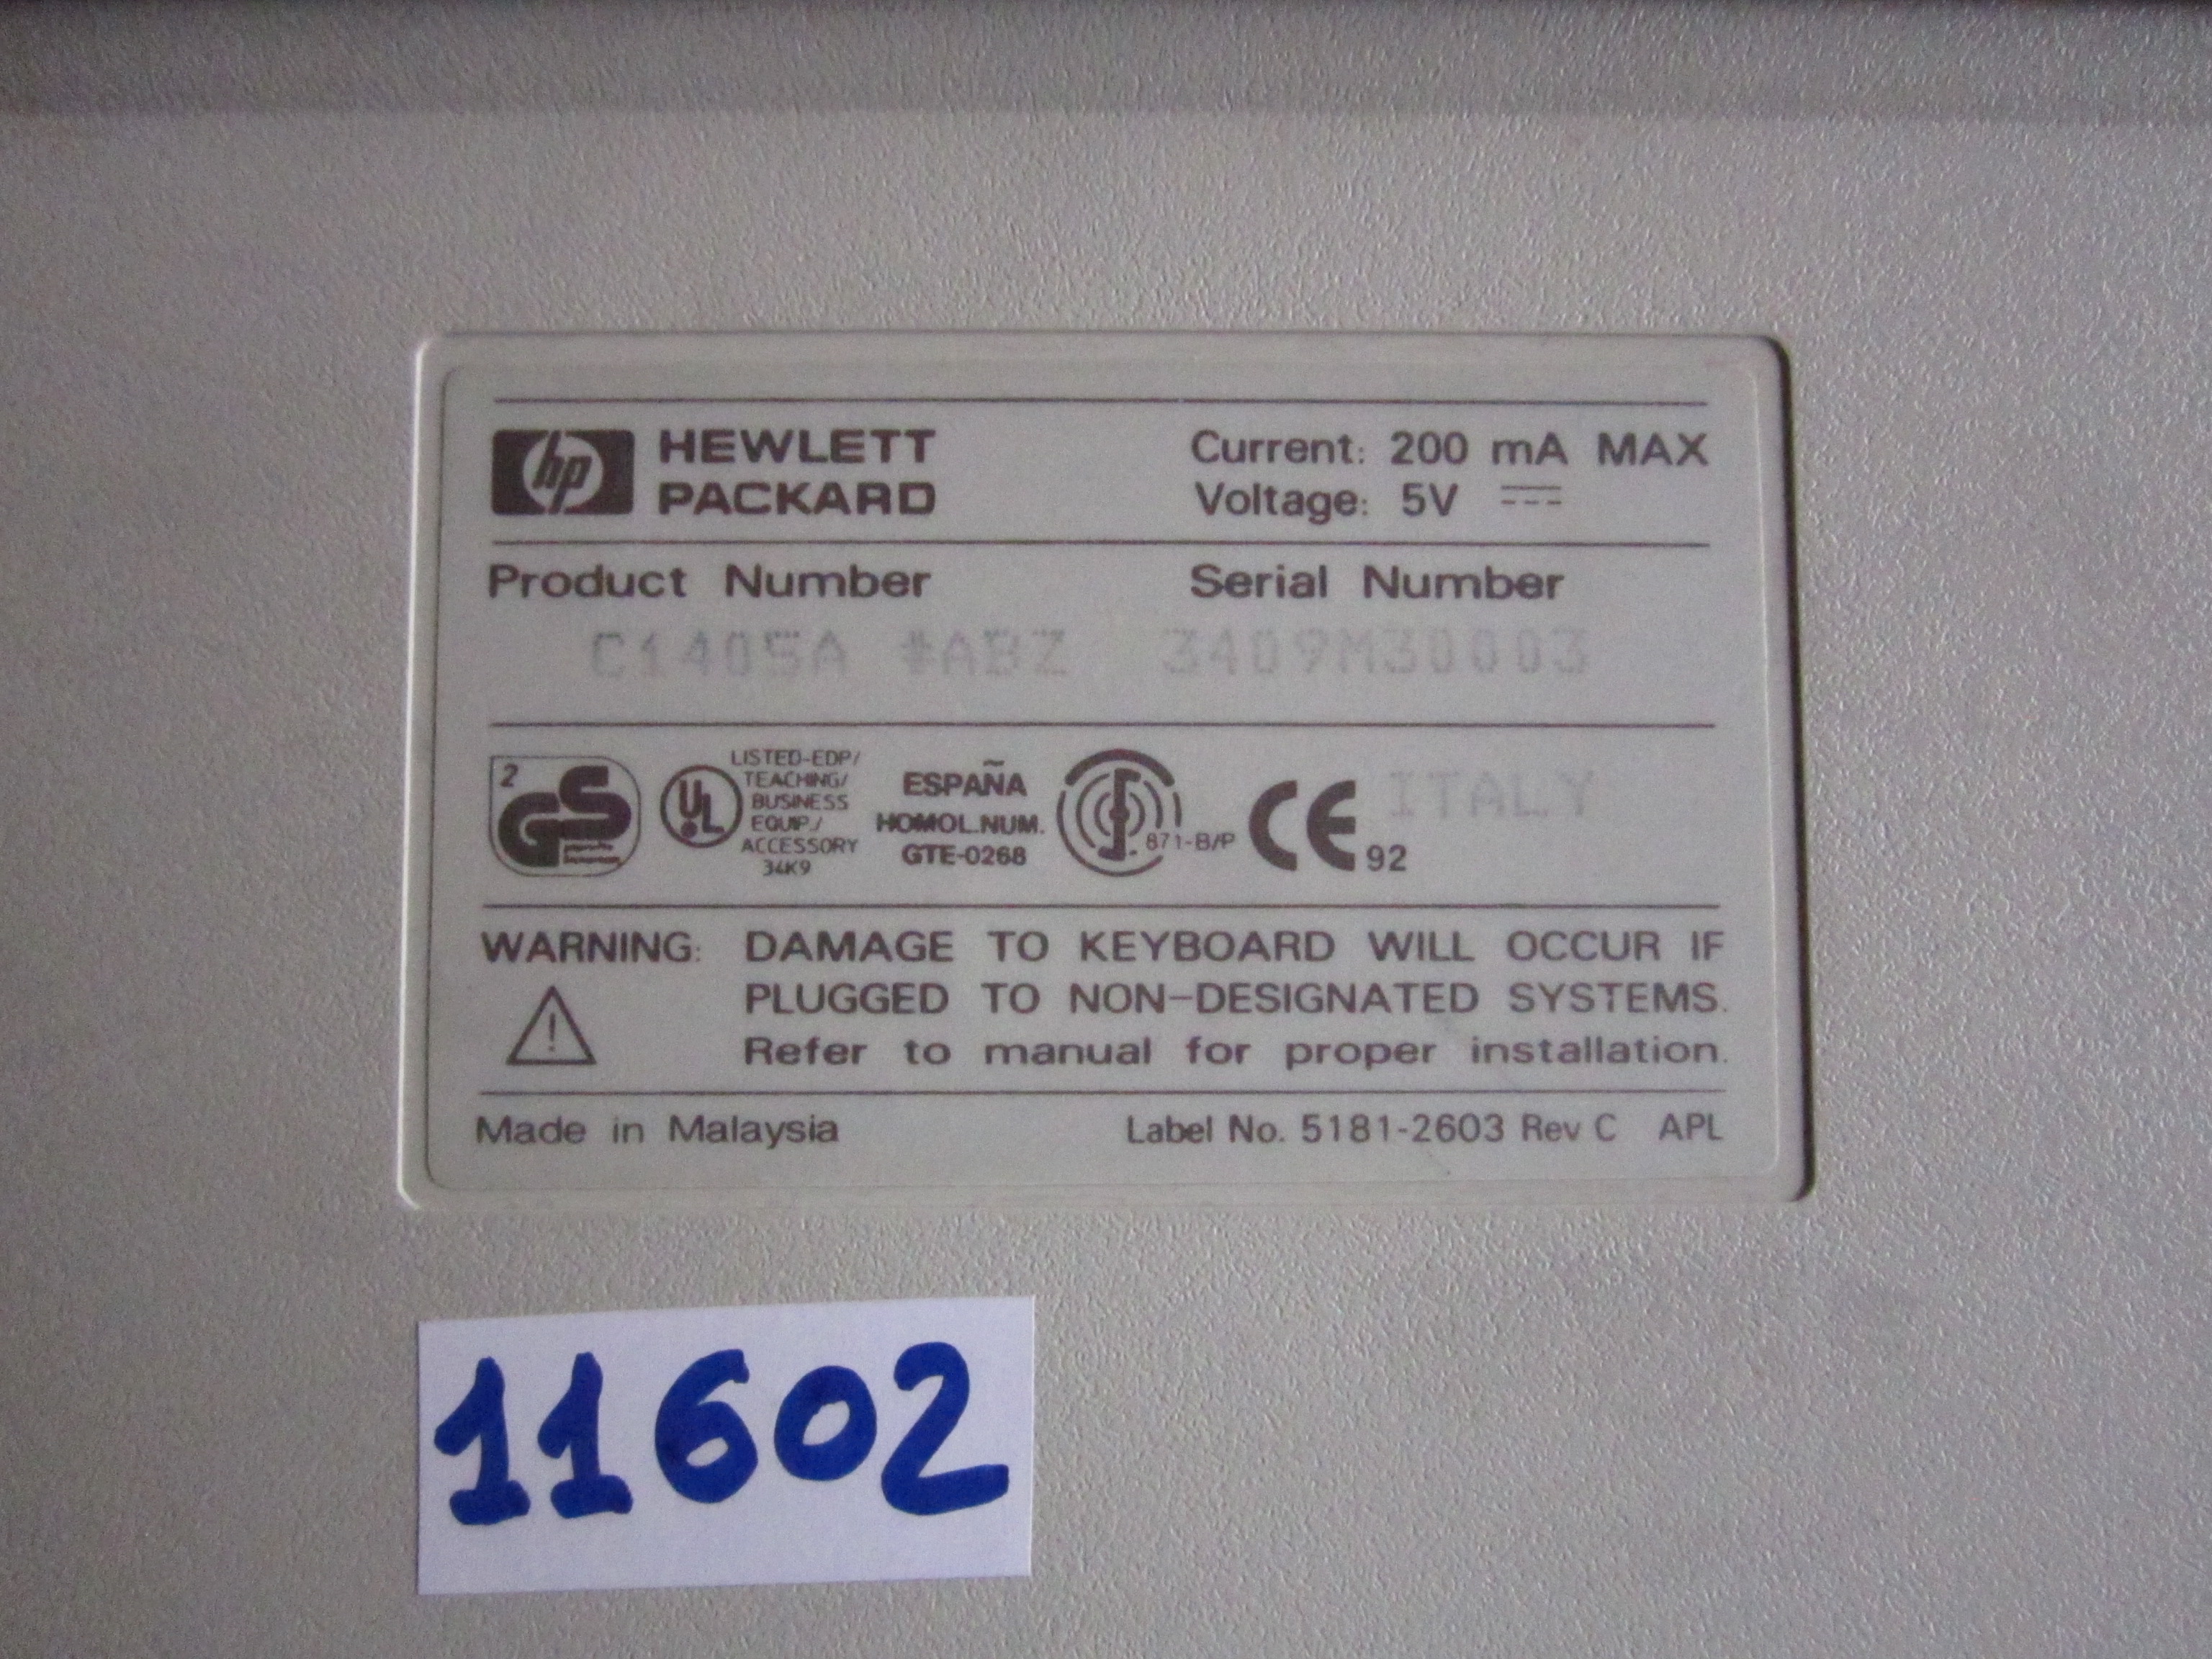 hp HEWLETT PACKARD
Current: 200 mA MAX
Voltage: 5V
Product Number Serial Number
C1405A #ABZ 3409M30003
2 GS
UL
LISTED-EDP/
TEACHING/
BUSINESS
EQUIP./
ACCESSORY
34K9
ESPAÑA
HOMOL.NUM.
GTE-0268
871-B/P
CE 92
ITALY
WARNING: DAMAGE TO KEYBOARD WILL OCCUR IF
PLUGGED TO NON-DESIGNATED SYSTEMS.
! Refer to manual for proper installation.
Made in Malaysia Label No. 5181-2603 Rev C APL
11602